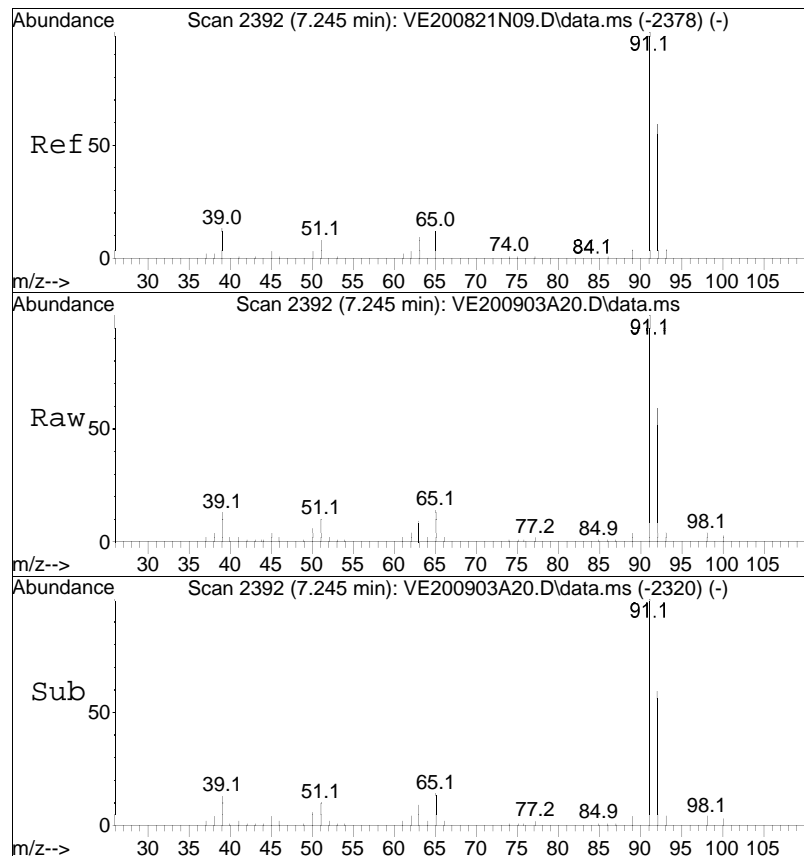 Abundance Scan 2392 (7.245 min): VE200821N09.D\data.ms (-2378) (-)
91.1
Ref 50
39.0 51.1 65.0 74.0 84.1
0
m/z--> 30 35 40 45 50 55 60 65 70 75 80 85 90 95 100 105
Abundance Scan 2392 (7.245 min): VE200903A20.D\data.ms
91.1
Raw 50
39.1 51.1 65.1 77.2 84.9 98.1
0
m/z--> 30 35 40 45 50 55 60 65 70 75 80 85 90 95 100 105
Abundance Scan 2392 (7.245 min): VE200903A20.D\data.ms (-2320) (-)
91.1
Sub 50
39.1 51.1 65.1 77.2 84.9 98.1
0
m/z--> 30 35 40 45 50 55 60 65 70 75 80 85 90 95 100 105